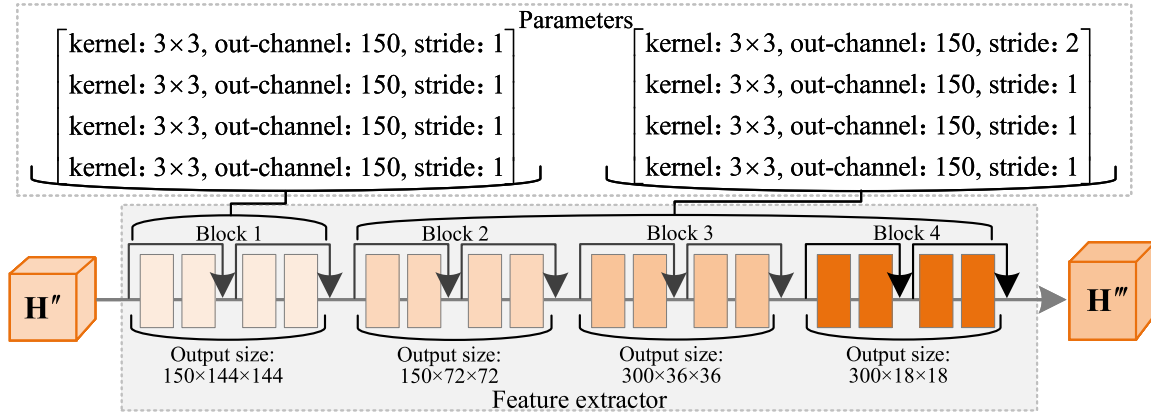 Parameters
kernel: 3×3, out-channel: 150, stride: 1
kernel: 3×3, out-channel: 150, stride: 1
kernel: 3×3, out-channel: 150, stride: 1
kernel: 3×3, out-channel: 150, stride: 1
kernel: 3×3, out-channel: 150, stride: 2
kernel: 3×3, out-channel: 150, stride: 1
kernel: 3×3, out-channel: 150, stride: 1
kernel: 3×3, out-channel: 150, stride: 1
Block 1
Block 2
Block 3
Block 4
H″
H‴
Output size:
150×144×144
Output size:
150×72×72
Output size:
300×36×36
Output size:
300×18×18
Feature extractor